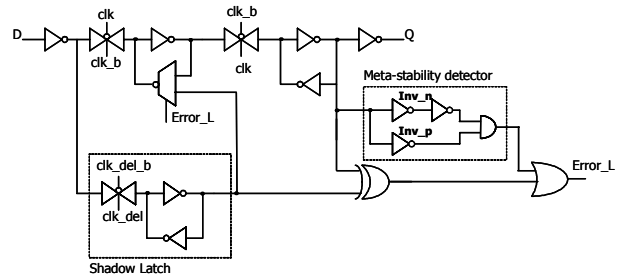 clk
clk_b
D
Q
clk_b
clk
Meta-stability detector
Inv_n
Error_L
Inv_p
clk_del_b
Error_L
clk_del
Shadow Latch